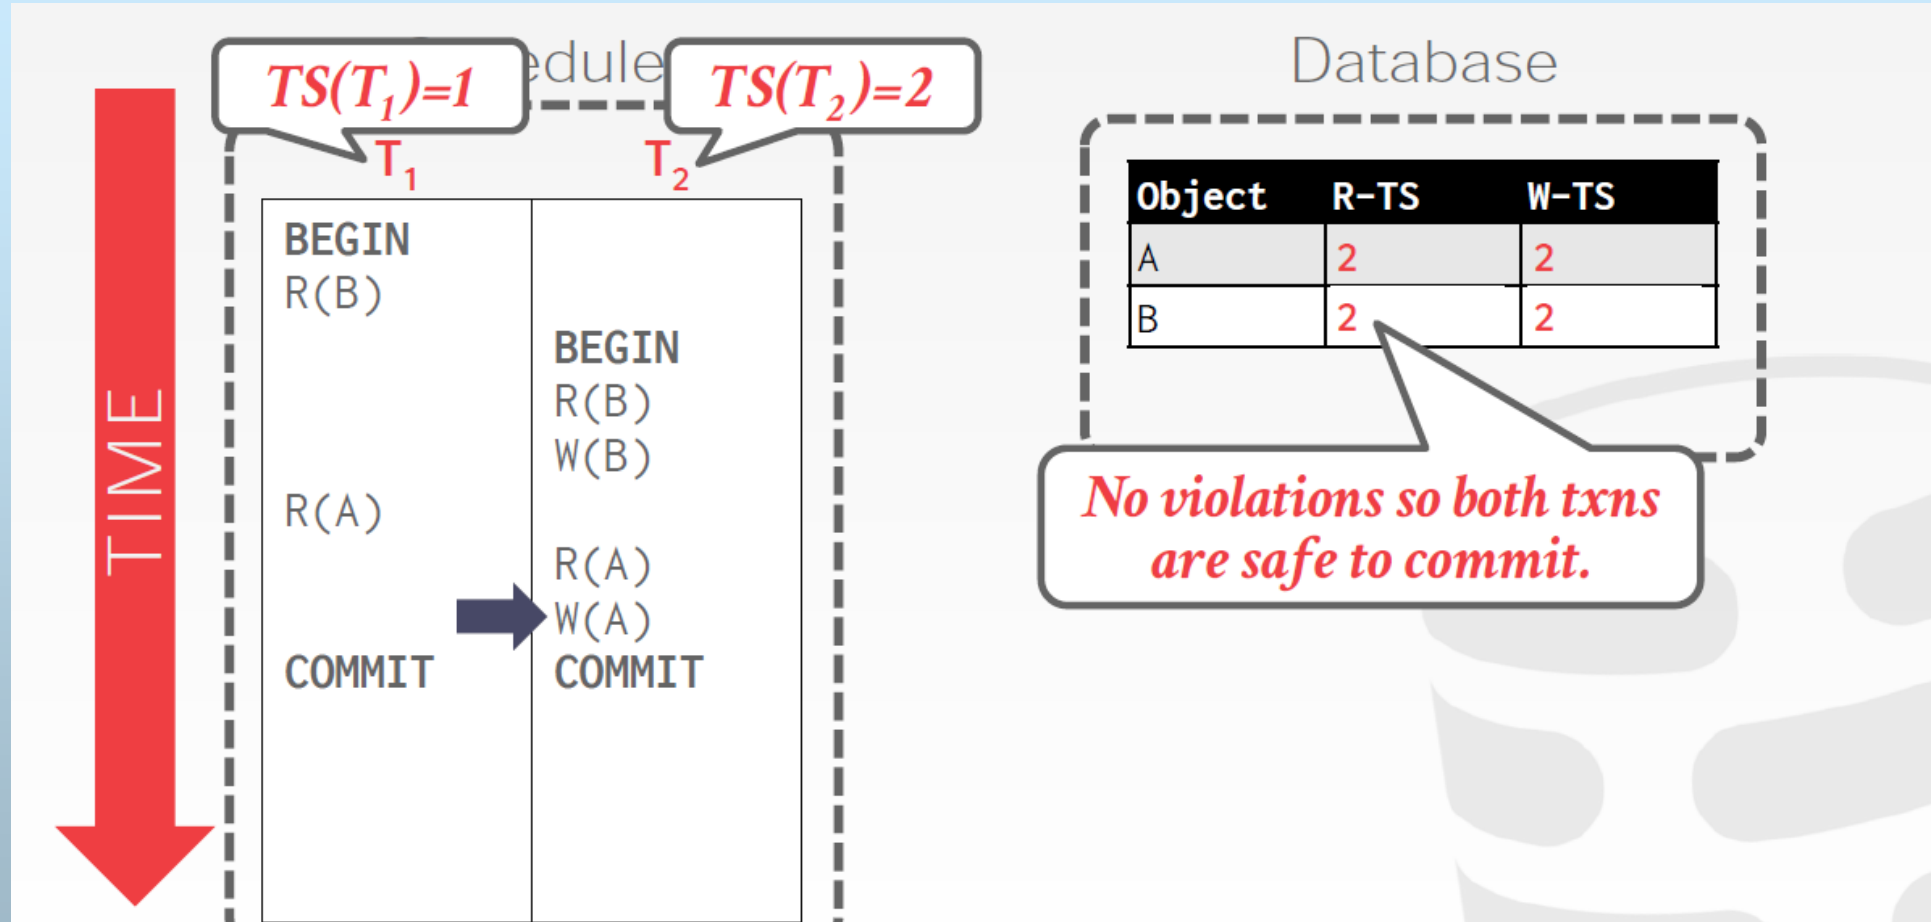 TS(T1)=1
edule
TS(T2)=2
Database
T1
T2
TIME
BEGIN
R(B)
BEGIN
R(B)
W(B)
R(A)
R(A)
W(A)
COMMIT
COMMIT
Object R-TS W-TS
A 2 2
B 2 2
No violations so both txns
are safe to commit.